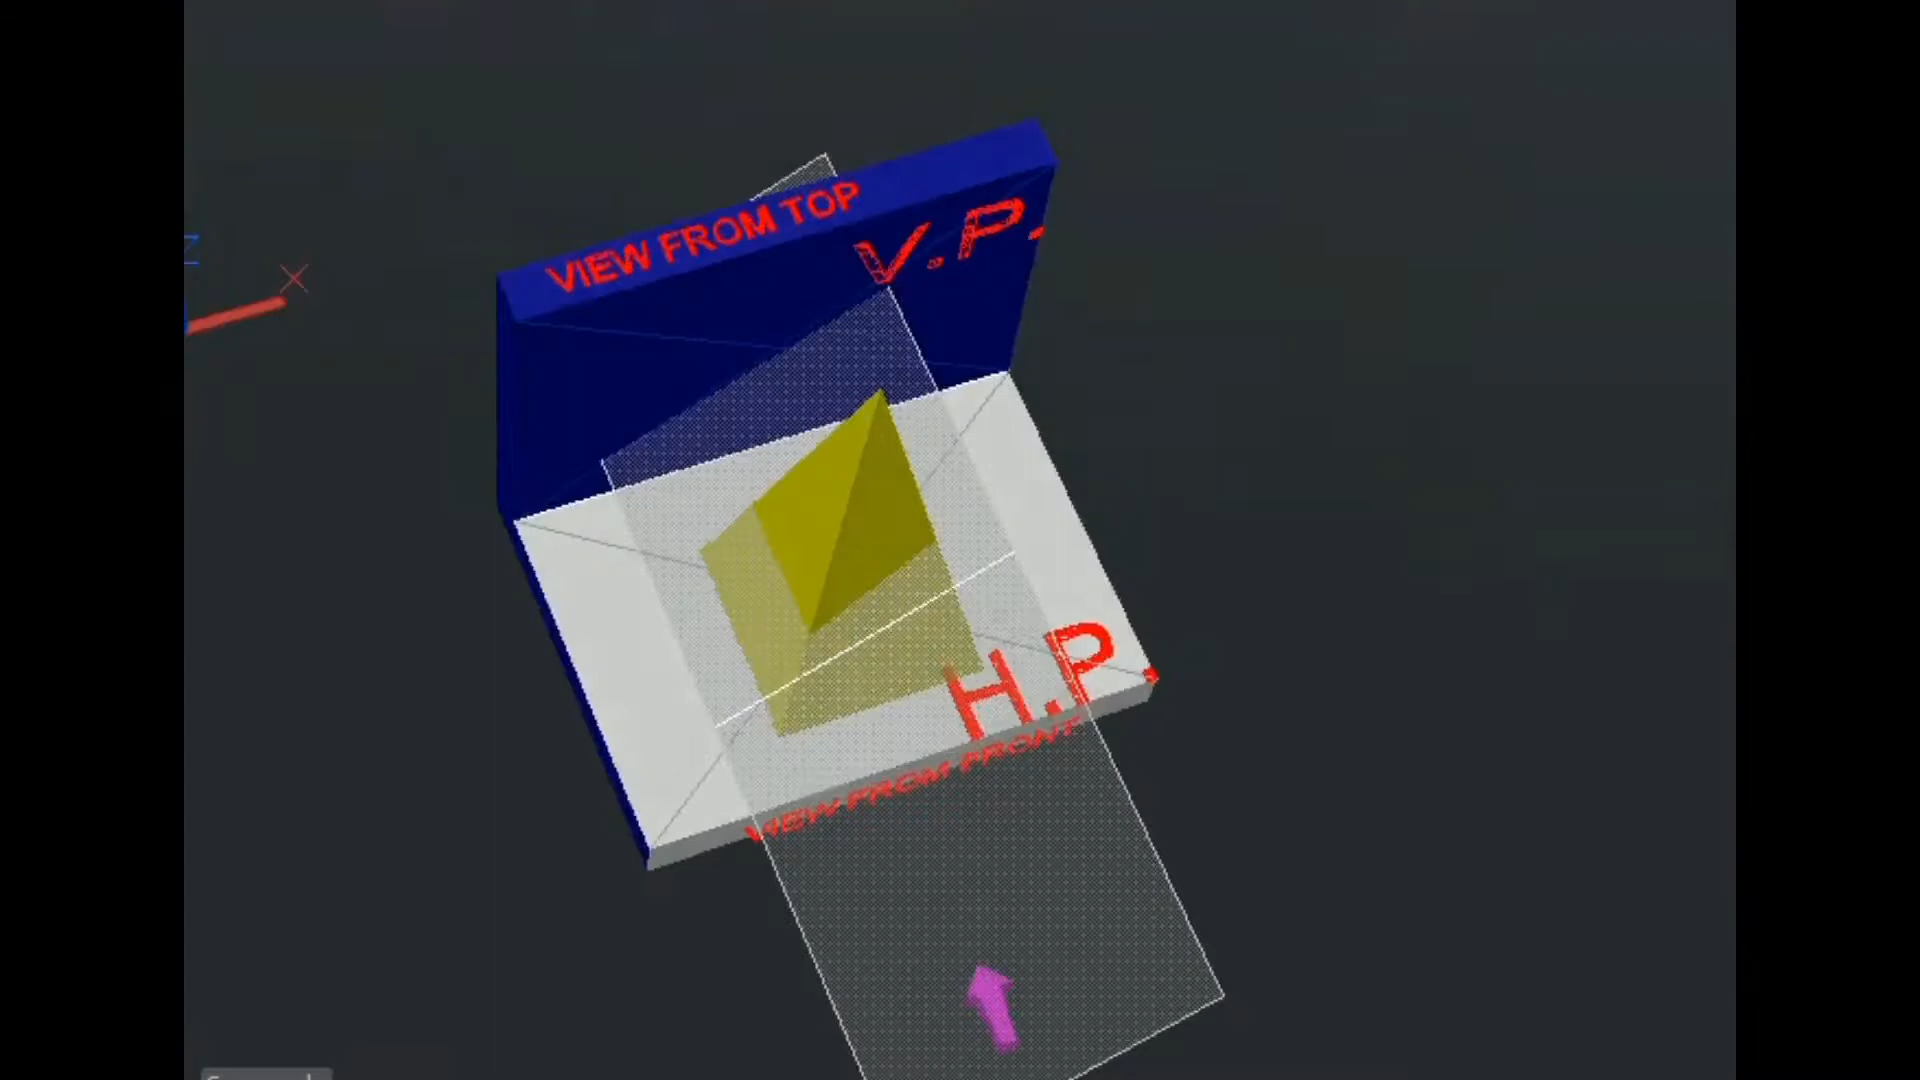 VIEW FROM TOP
V.P.
Z
X
H.P.
VIEW FROM FRONT